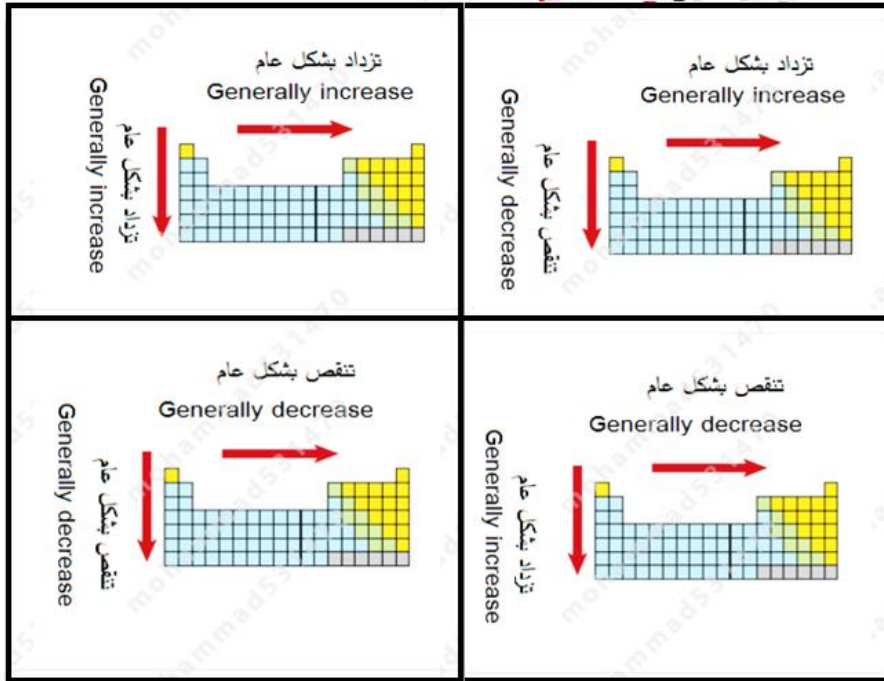 تزداد بشكل عام
Generally increase
تزداد بشكل عام
Generally increase
تزداد بشكل عام
Generally increase
تنقص بشكل عام
Generally decrease
تنقص بشكل عام
Generally decrease
تنقص بشكل عام
Generally decrease
تنقص بشكل عام
Generally decrease
تزداد بشكل عام
Generally increase
mohammad531470